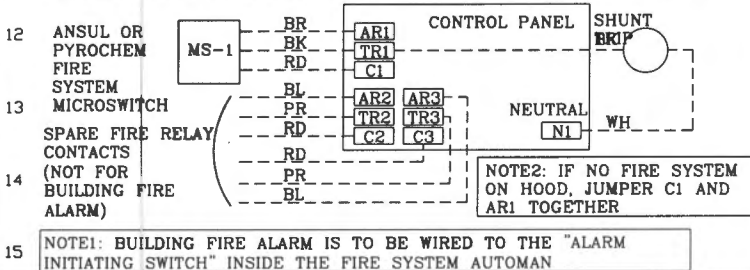 12 ANSUL OR
PYROCHEM
FIRE
SYSTEM
MICROSWITCH
MS-1
BR
BK
RD
AR1
TR1
C1
CONTROL PANEL
SHUNT
TRIP
BK
13
SPARE FIRE RELAY
CONTACTS
(NOT FOR
BUILDING FIRE
ALARM)
14
BL
PR
RD
AR2 AR3
TR2 TR3
C2 C3
RD
PR
BL
NEUTRAL
N1
WH
NOTE2: IF NO FIRE SYSTEM
ON HOOD, JUMPER C1 AND
AR1 TOGETHER
15
NOTE1: BUILDING FIRE ALARM IS TO BE WIRED TO THE "ALARM
INITIATING SWITCH" INSIDE THE FIRE SYSTEM AUTOMAN